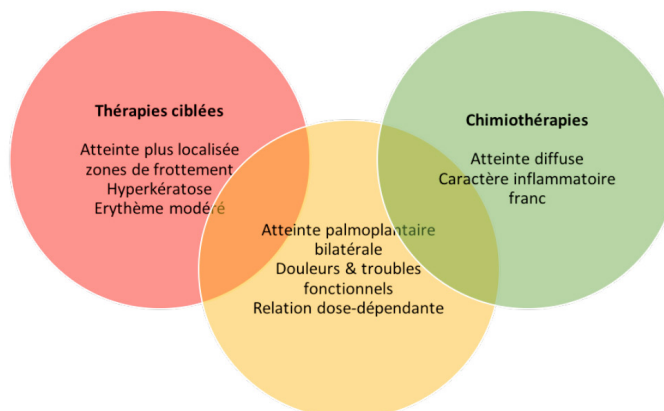 Thérapies ciblées
Atteinte plus localisée
zones de frottement
Hyperkératose
Erythème modéré
Chimiothérapies
Atteinte diffuse
Caractère inflammatoire
franc
Atteinte palmoplantaire
bilatérale
Douleurs & troubles
fonctionnels
Relation dose-dépendante